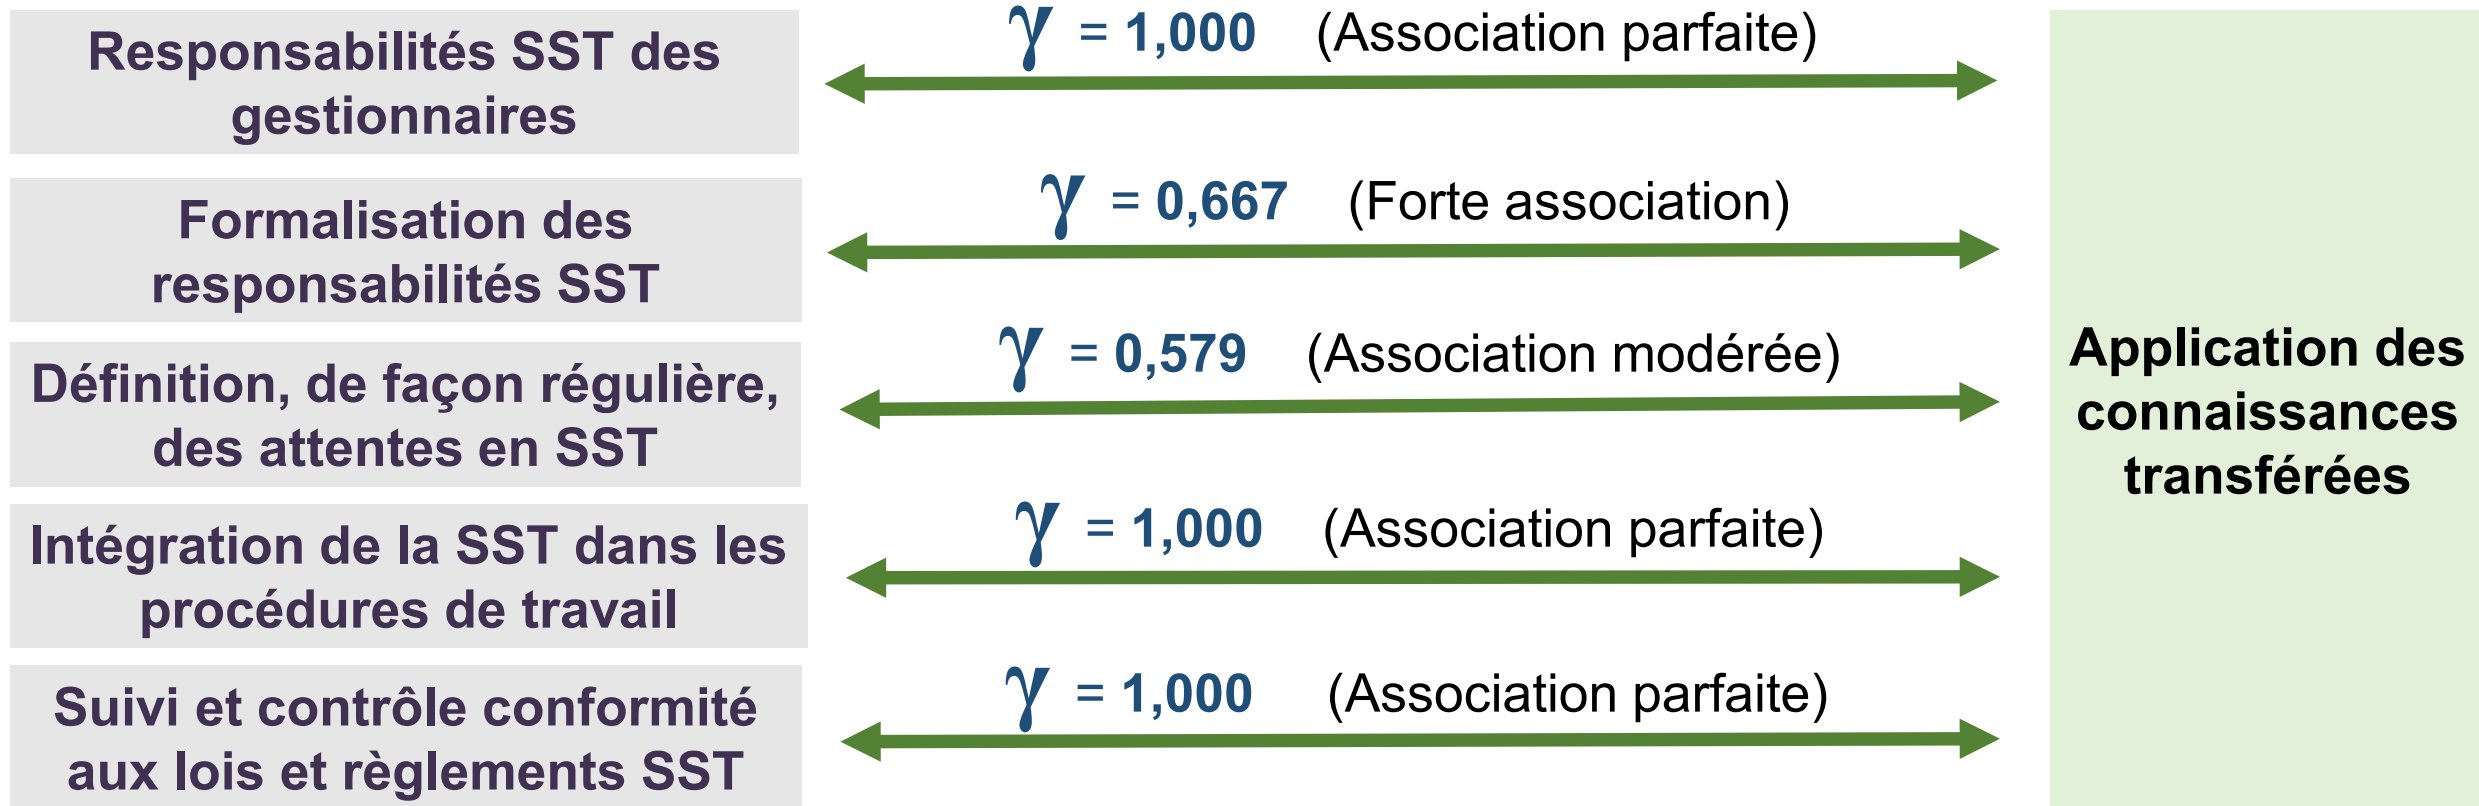 Responsabilités SST des
gestionnaires
γ = 1,000 (Association parfaite)
Formalisation des
responsabilités SST
γ = 0,667 (Forte association)
Définition, de façon régulière,
des attentes en SST
γ = 0,579 (Association modérée)
Intégration de la SST dans les
procédures de travail
γ = 1,000 (Association parfaite)
Suivi et contrôle conformité
aux lois et règlements SST
γ = 1,000 (Association parfaite)
Application des
connaissances
transférées